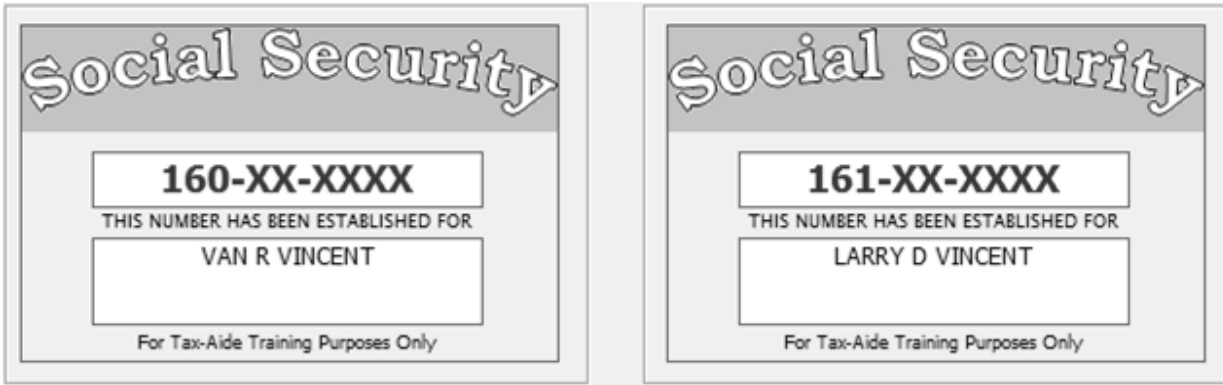 Social Security
160-XX-XXXX
THIS NUMBER HAS BEEN ESTABLISHED FOR
VAN R VINCENT
For Tax-Aide Training Purposes Only
Social Security
161-XX-XXXX
THIS NUMBER HAS BEEN ESTABLISHED FOR
LARRY D VINCENT
For Tax-Aide Training Purposes Only